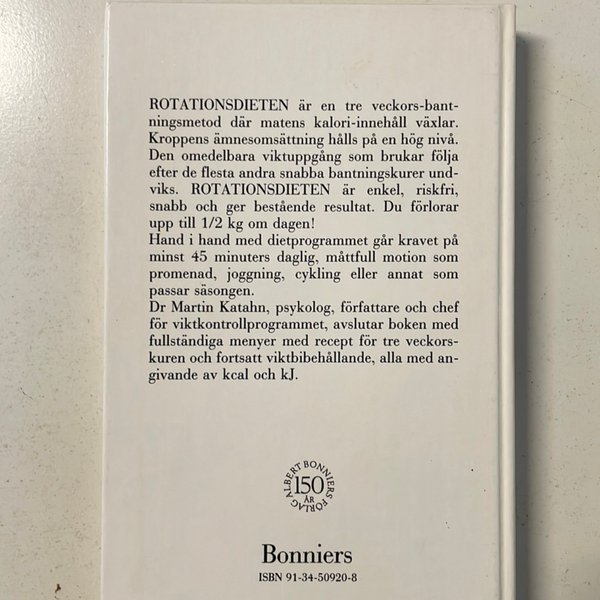 ROTATIONSDIETEN är en tre veckors-bant-
ningsmetod där matens kalori-innehåll växlar.
Kroppens ämnesomsättning hålls på en hög nivå.
Den omedelbara viktuppgång som brukar följa
efter de flesta andra snabba bantningskurer und-
viks. ROTATIONSDIETEN är enkel, riskfri,
snabb och ger bestående resultat. Du förlorar
upp till 1/2 kg om dagen!
Hand i hand med dietprogrammet går kravet på
minst 45 minuters daglig, måttfull motion som
promenad, joggning, cykling eller annat som
passar säsongen.
Dr Martin Katahn, psykolog, författare och chef
för viktkontrollprogrammet, avslutar boken med
fullständiga menyer med recept för tre veckors-
kuren och fortsatt viktbibehållande, alla med an-
givande av kcal och kJ.
ALBERT BONNIERS FÖRLAG
150
ÅR
Bonniers
ISBN 91-34-50920-8